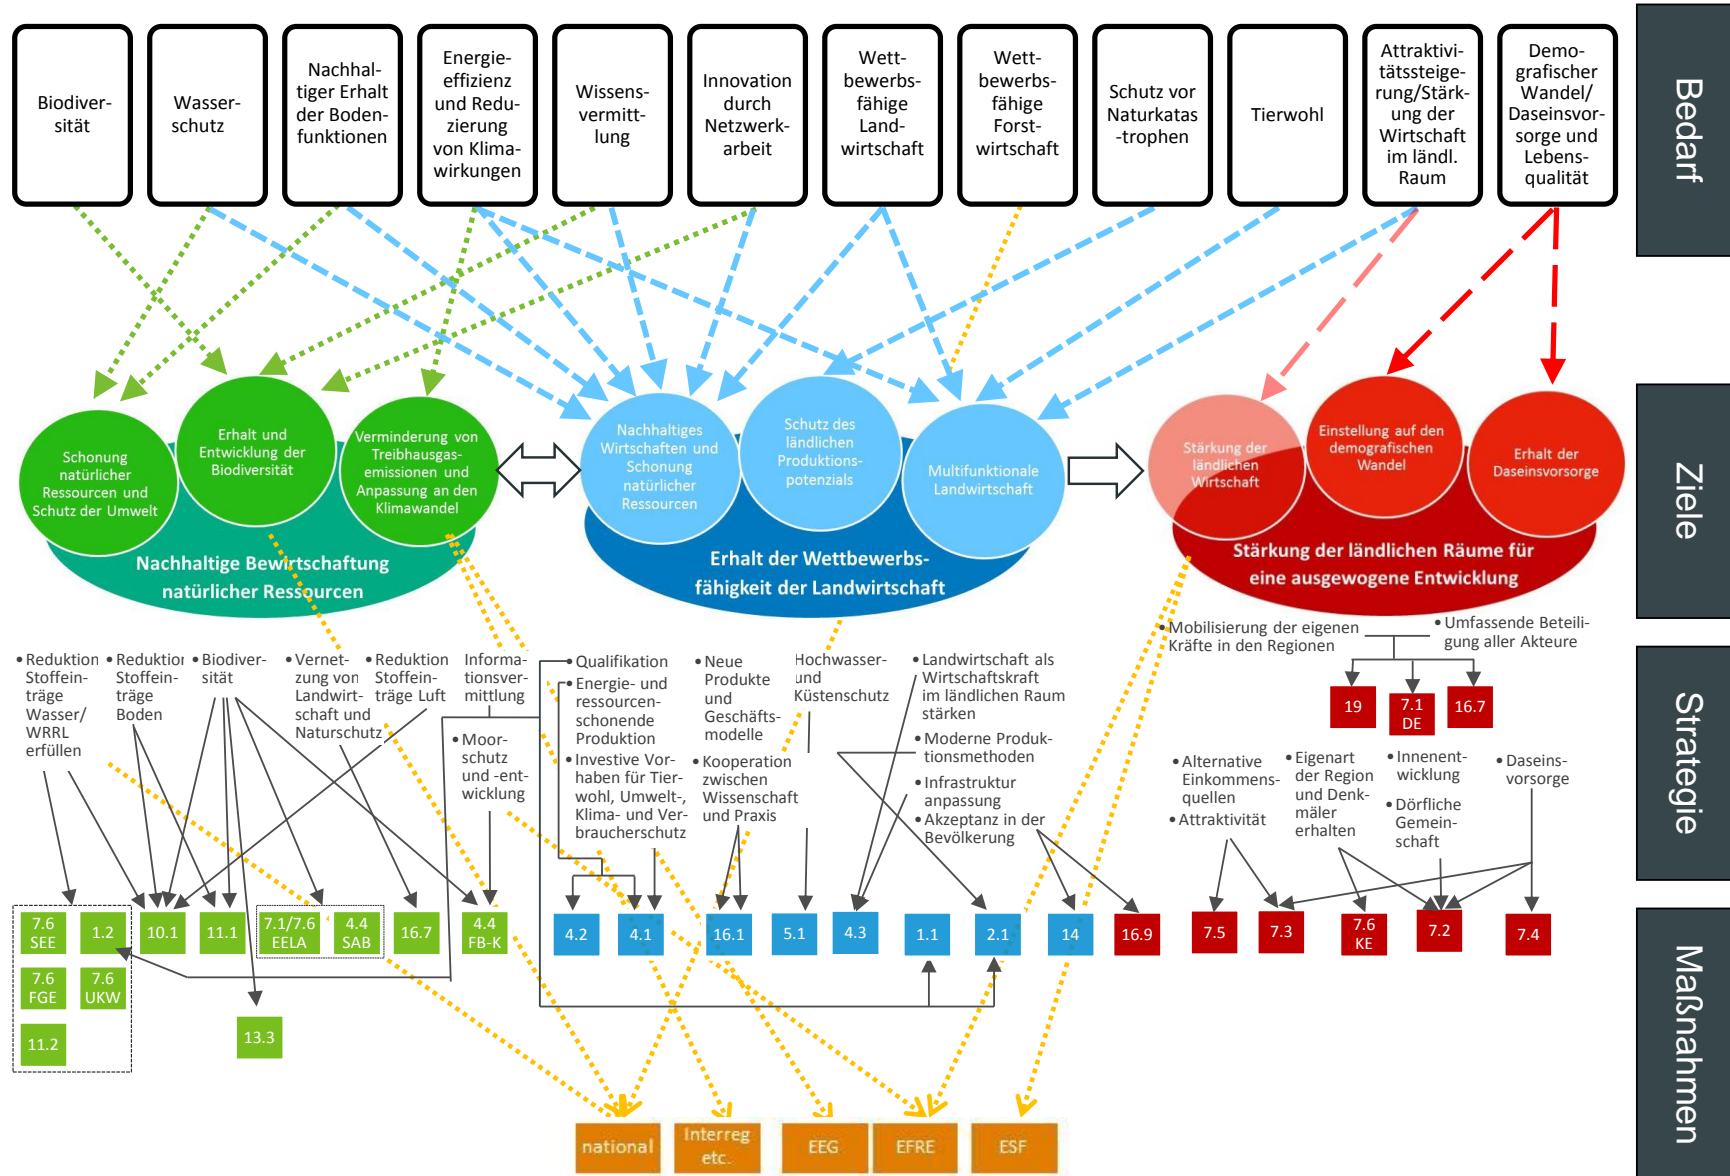 Biodiver-
sität
Wasser-
schutz
Nachhal-
tiger Erhalt
der Boden-
funktionen
Energie-
effizienz
und Redu-
zierung
von Klima-
wirkungen
Wissens-
vermitt-
lung
Innovation
durch
Netzwerk-
arbeit
Wett-
bewerbs-
fähige
Land-
wirtschaft
Wett-
bewerbs-
fähige
Forst-
wirtschaft
Schutz vor
Naturkatas
-trophen
Tierwohl
Attraktivi-
tätssteige-
rung/Stärk-
ung der
Wirtschaft
im ländl.
Raum
Demo-
grafischer
Wandel/
Daseinsvor-
sorge und
Lebens-
qualität
Bedarf
Schonung
natürlicher
Ressourcen und
Schutz der Umwelt
Erhalt und
Entwicklung der
Biodiversität
Verminderung von
Treibhausgas-
emissionen und
Anpassung an den
Klimawandel
Nachhaltige Bewirtschaftung
natürlicher Ressourcen
Nachhaltiges
Wirtschaften und
Schonung
natürlicher
Ressourcen
Schutz des
ländlichen
Produktions-
potenzials
Multifunktionale
Landwirtschaft
Erhalt der Wettbewerbs-
fähigkeit der Landwirtschaft
Stärkung der
ländlichen
Wirtschaft
Einstellung auf den
demografischen
Wandel
Erhalt der
Daseinsvorsorge
Stärkung der ländlichen Räume für
eine ausgewogene Entwicklung
Ziele
• Reduktion
Stoffein-
träge
Wasser/
WRRL
erfüllen
• Reduktion
Stoffein-
träge
Boden
• Biodiver-
sität
• Vernet-
zung von
Landwirt-
schaft und
Naturschutz
• Reduktion
Stoffein-
träge Luft
Informa-
tionsver-
mittlung
• Moor-
schutz
und -ent-
wicklung
• Qualifikation
• Energie- und
ressourcen-
schonende
Produktion
• Investive Vor-
haben für Tier-
wohl, Umwelt-,
Klima- und Ver-
braucherschutz
• Neue
Produkte
und
Geschäfts-
modelle
• Kooperation
zwischen
Wissenschaft
und Praxis
Hochwasser-
und
Küstenschutz
• Landwirtschaft als
Wirtschaftskraft
im ländlichen Raum
stärken
• Moderne Produk-
tionsmethoden
• Infrastruktur
anpassung
• Akzeptanz in der
Bevölkerung
• Mobilisierung der eigenen
Kräfte in den Regionen
• Umfassende Beteili-
gung aller Akteure
19
7.1
DE
16.7
• Alternative
Einkommens-
quellen
• Attraktivität
• Eigenart
der Region
und Denk-
mäler
erhalten
• Innenent-
wicklung
• Dörfliche
Gemein-
schaft
• Daseins-
vorsorge
Strategie
7.6
SEE
1.2
10.1
11.1
7.1/7.6
EELA
4.4
SAB
16.7
4.4
FB-K
4.2
4.1
16.1
5.1
4.3
1.1
2.1
14
16.9
7.5
7.3
7.6
KE
7.2
7.4
7.6
FGE
7.6
UKW
11.2
13.3
national
Interreg
etc.
EEG
EFRE
ESF
Maßnahmen